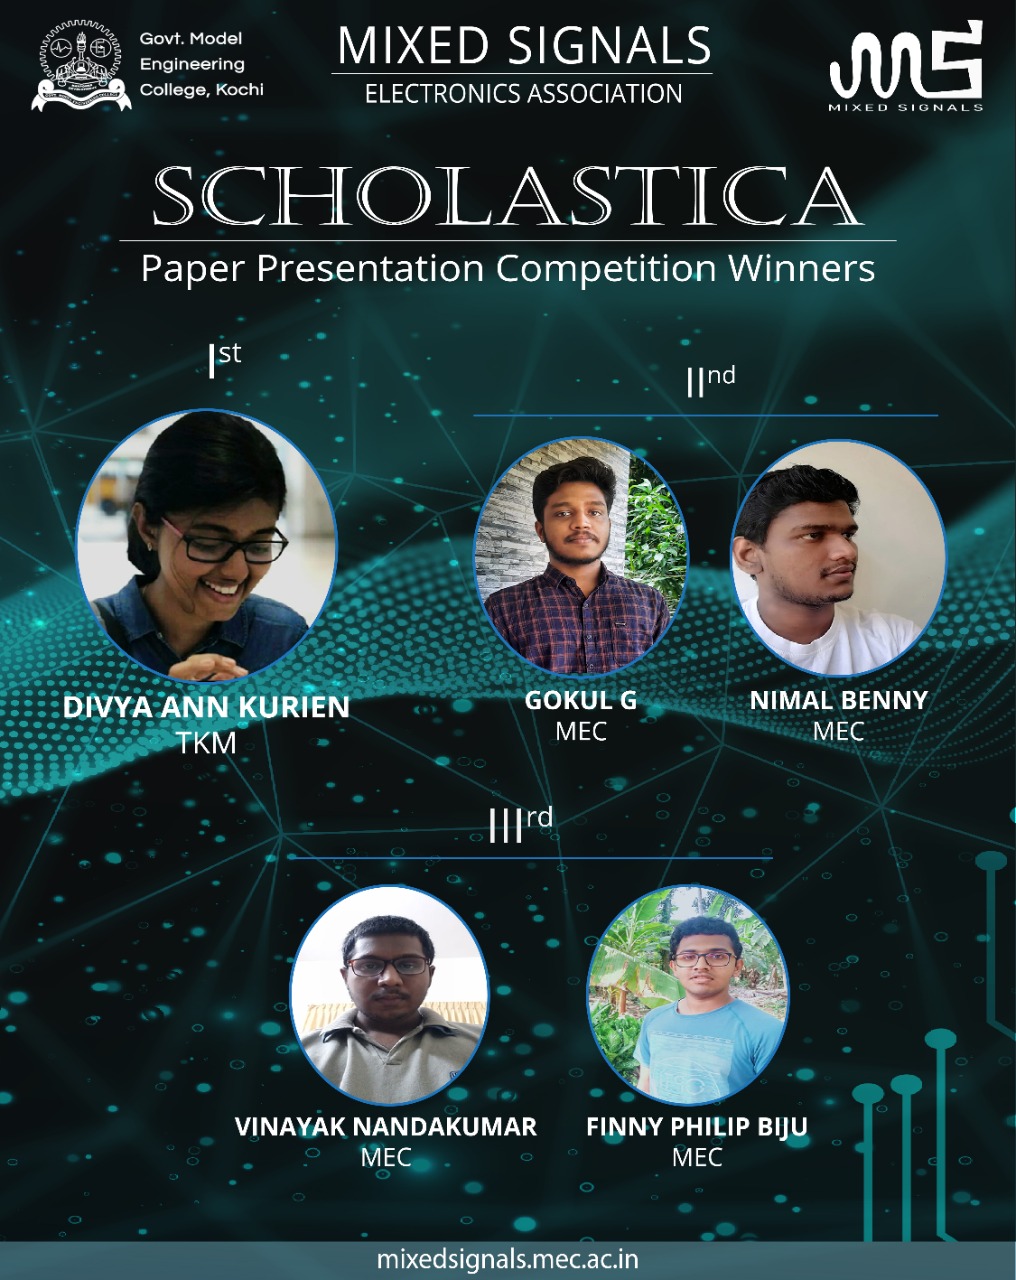 Govt. Model
Engineering
College, Kochi
MIXED SIGNALS
ELECTRONICS ASSOCIATION
MS
MIXED SIGNALS
SCHOLASTICA
Paper Presentation Competition Winners
Ist
IInd
DIVYA ANN KURIEN
TKM
GOKUL G
MEC
NIMAL BENNY
MEC
IIIrd
VINAYAK NANDAKUMAR
MEC
FINNY PHILIP BIJU
MEC
mixedsignals.mec.ac.in